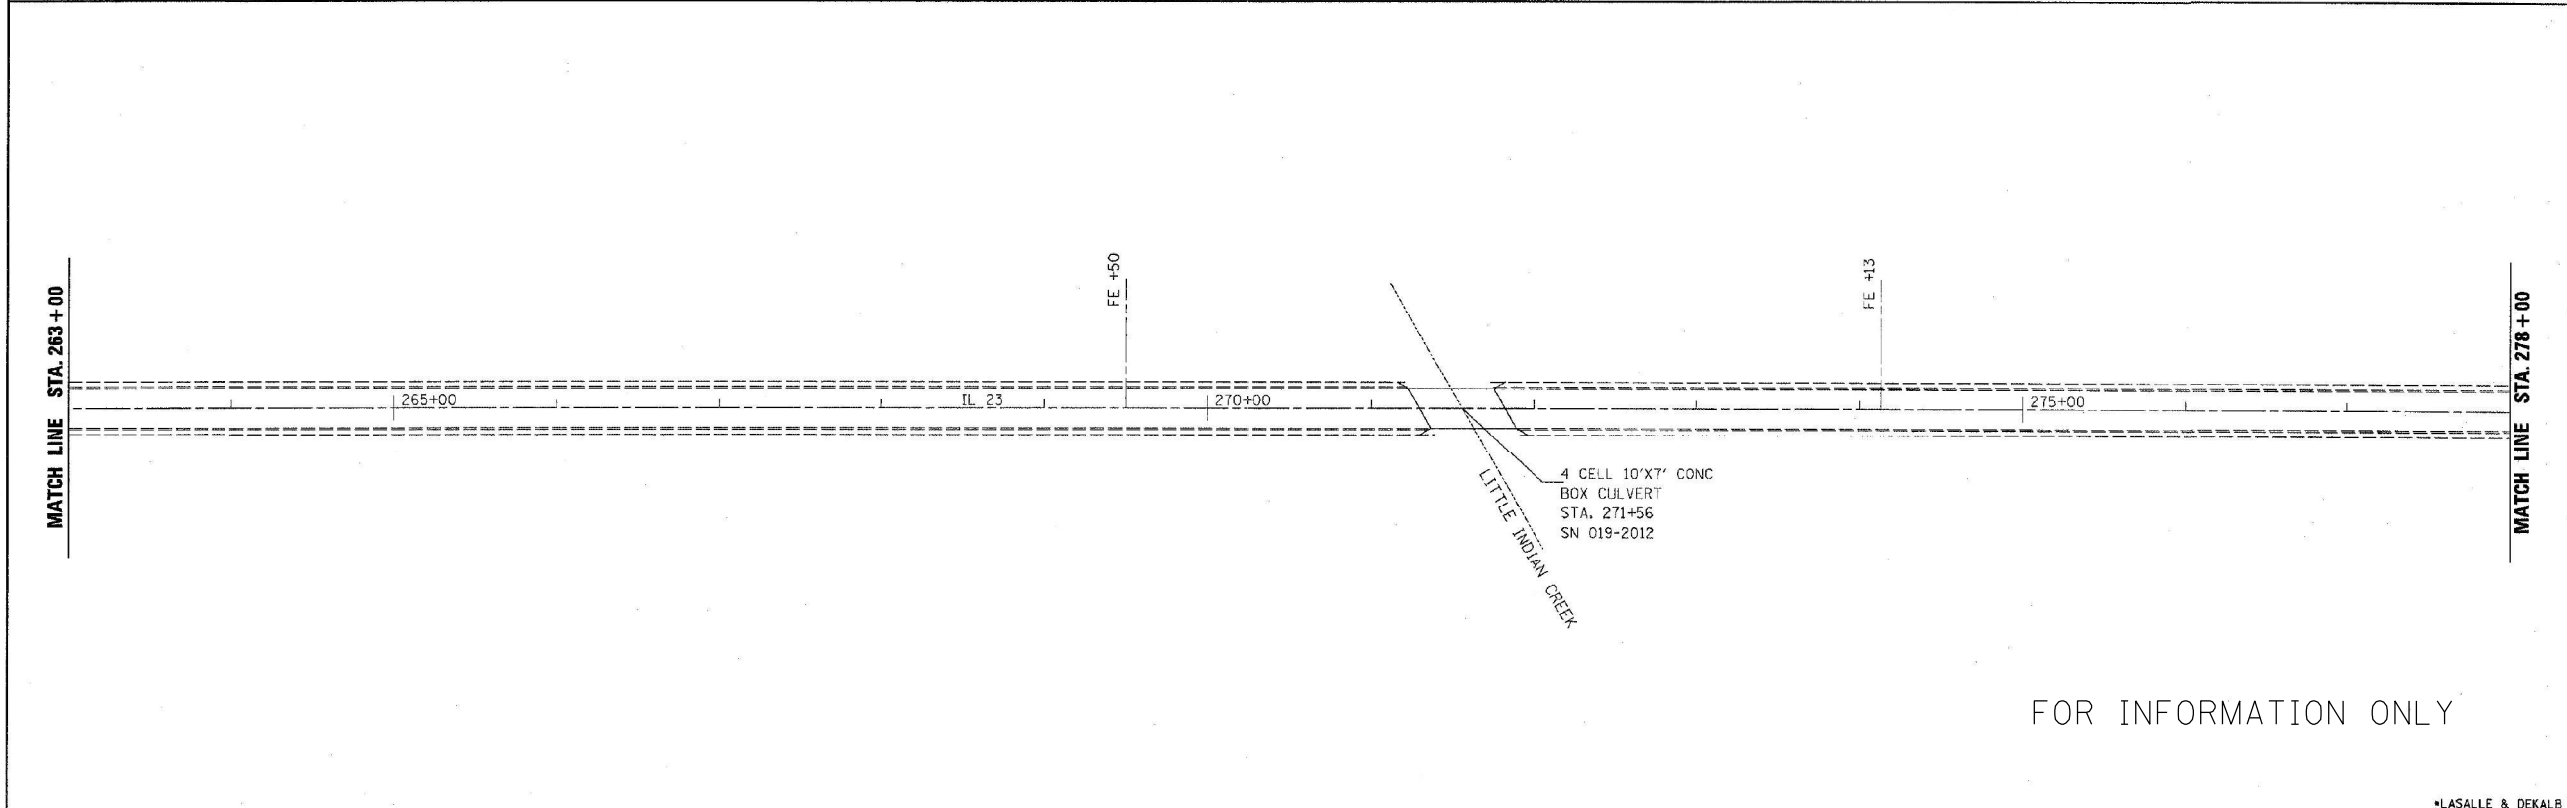 MATCH LINE STA. 263+00
FE +50
FE +13
MATCH LINE STA. 278+00
265+00
IL 23
270+00
275+00
4 CELL 10'X7' CONC
BOX CULVERT
STA. 271+56
SN 019-2012
LITTLE INDIAN CREEK
FOR INFORMATION ONLY
*LASALLE & DEKALB